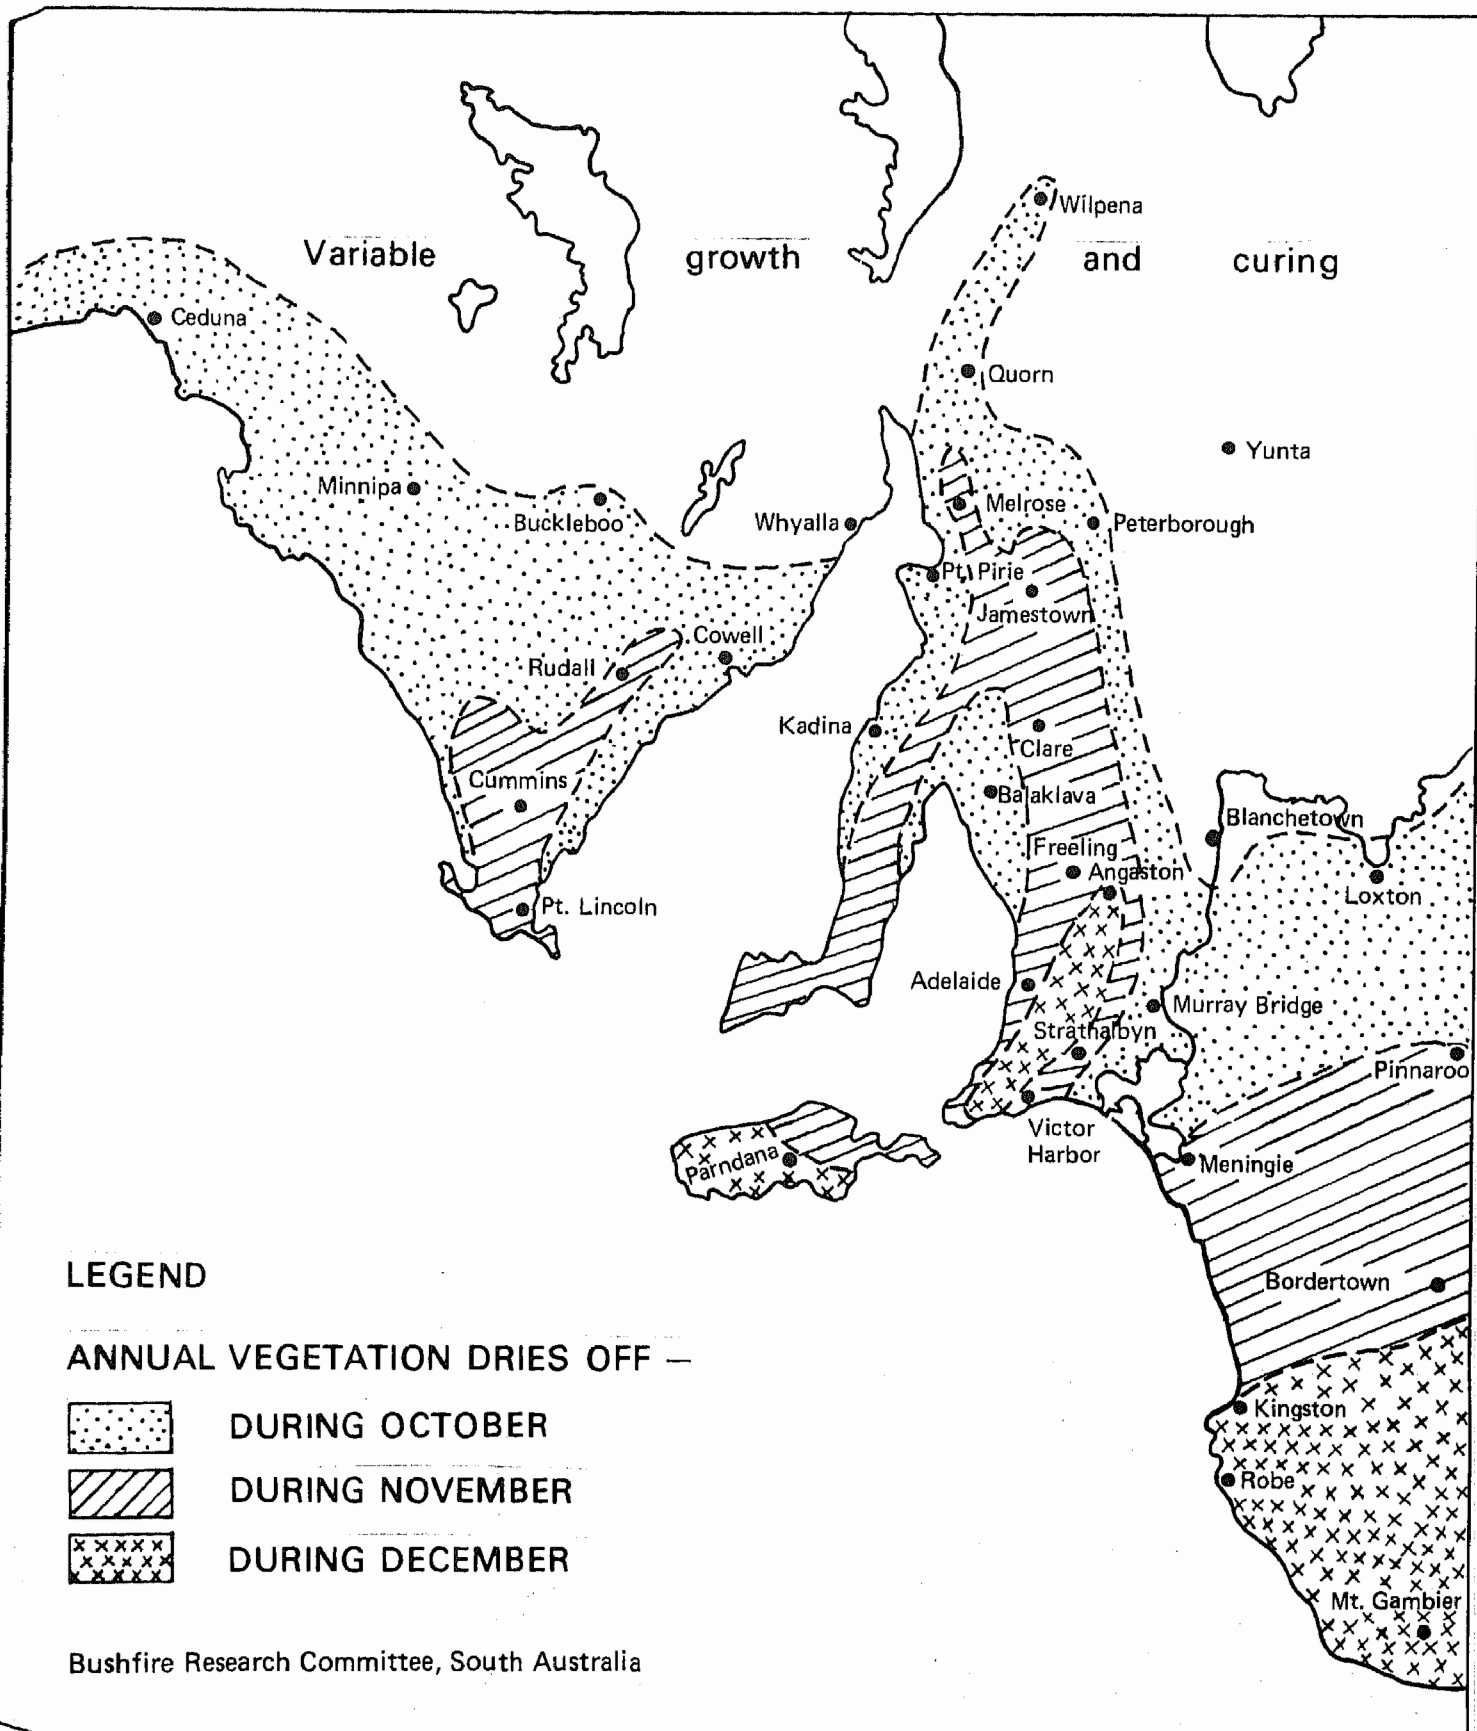 Wilpena
Variable growth and curing
Ceduna
Quorn
Yunta
Minnipa
Buckleboo
Whyalla
Melrose
Peterborough
Pt. Pirie
Jamestown
Cowell
Rudall
Kadina
Clare
Cummins
Balaklava
Blanchetown
Freeling
Angaston
Loxton
Pt. Lincoln
Adelaide
Murray Bridge
Strathalbyn
Pinnaroo
Victor
Harbor
Parndana
Meningie
Bordertown
Kingston
Robe
Mt. Gambier
LEGEND
ANNUAL VEGETATION DRIES OFF —
DURING OCTOBER
DURING NOVEMBER
DURING DECEMBER
Bushfire Research Committee, South Australia